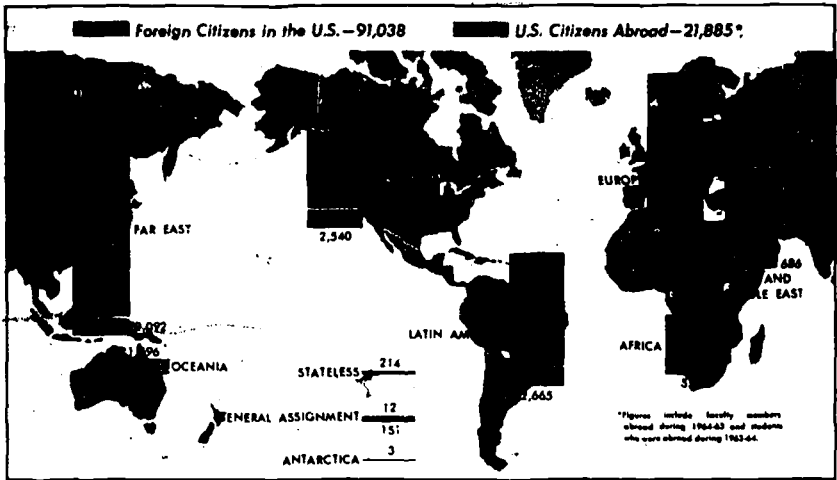 Foreign Citizens in the U.S.—91,038
U.S. Citizens Abroad—21,885*
EUROP
FAR EAST
2,540
686
AND
LE EAST
LATIN AM
AFRICA
OCEANIA
STATELESS 214
2,665
ENERAL ASSIGNMENT 12
151
ANTARCTICA 3
*Figures include faculty members
abroad during 1964-65 and students
who were abroad during 1963-64.